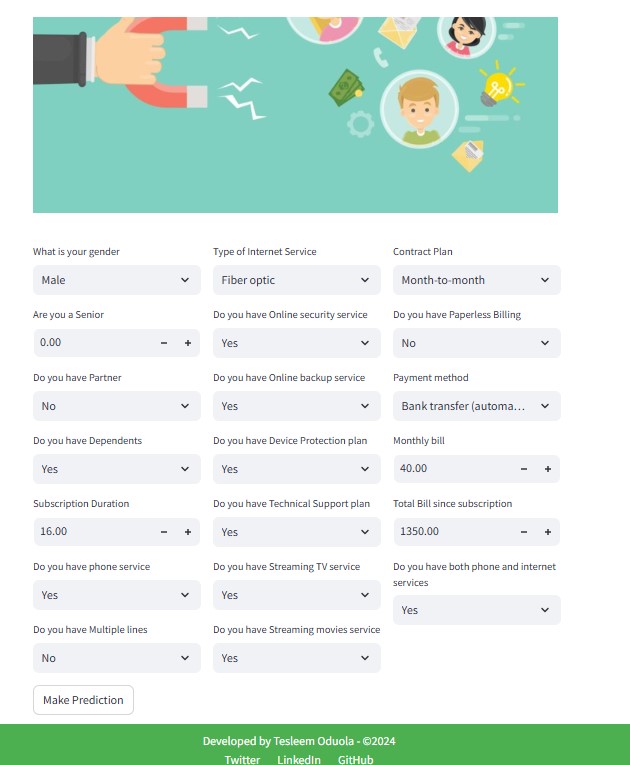 What is your gender
Male
Are you a Senior
0.00
Do you have Partner
No
Do you have Dependents
Yes
Subscription Duration
16.00
Do you have phone service
Yes
Do you have Multiple lines
No
Type of Internet Service
Fiber optic
Do you have Online security service
Yes
Do you have Online backup service
Yes
Do you have Device Protection plan
Yes
Do you have Technical Support plan
Yes
Do you have Streaming TV service
Yes
Do you have Streaming movies service
Yes
Contract Plan
Month-to-month
Do you have Paperless Billing
No
Payment method
Bank transfer (automa...
Monthly bill
40.00
Total Bill since subscription
1350.00
Do you have both phone and internet
services
Yes
Make Prediction
Developed by Tesleem Oduola - ©2024
Twitter LinkedIn GitHub